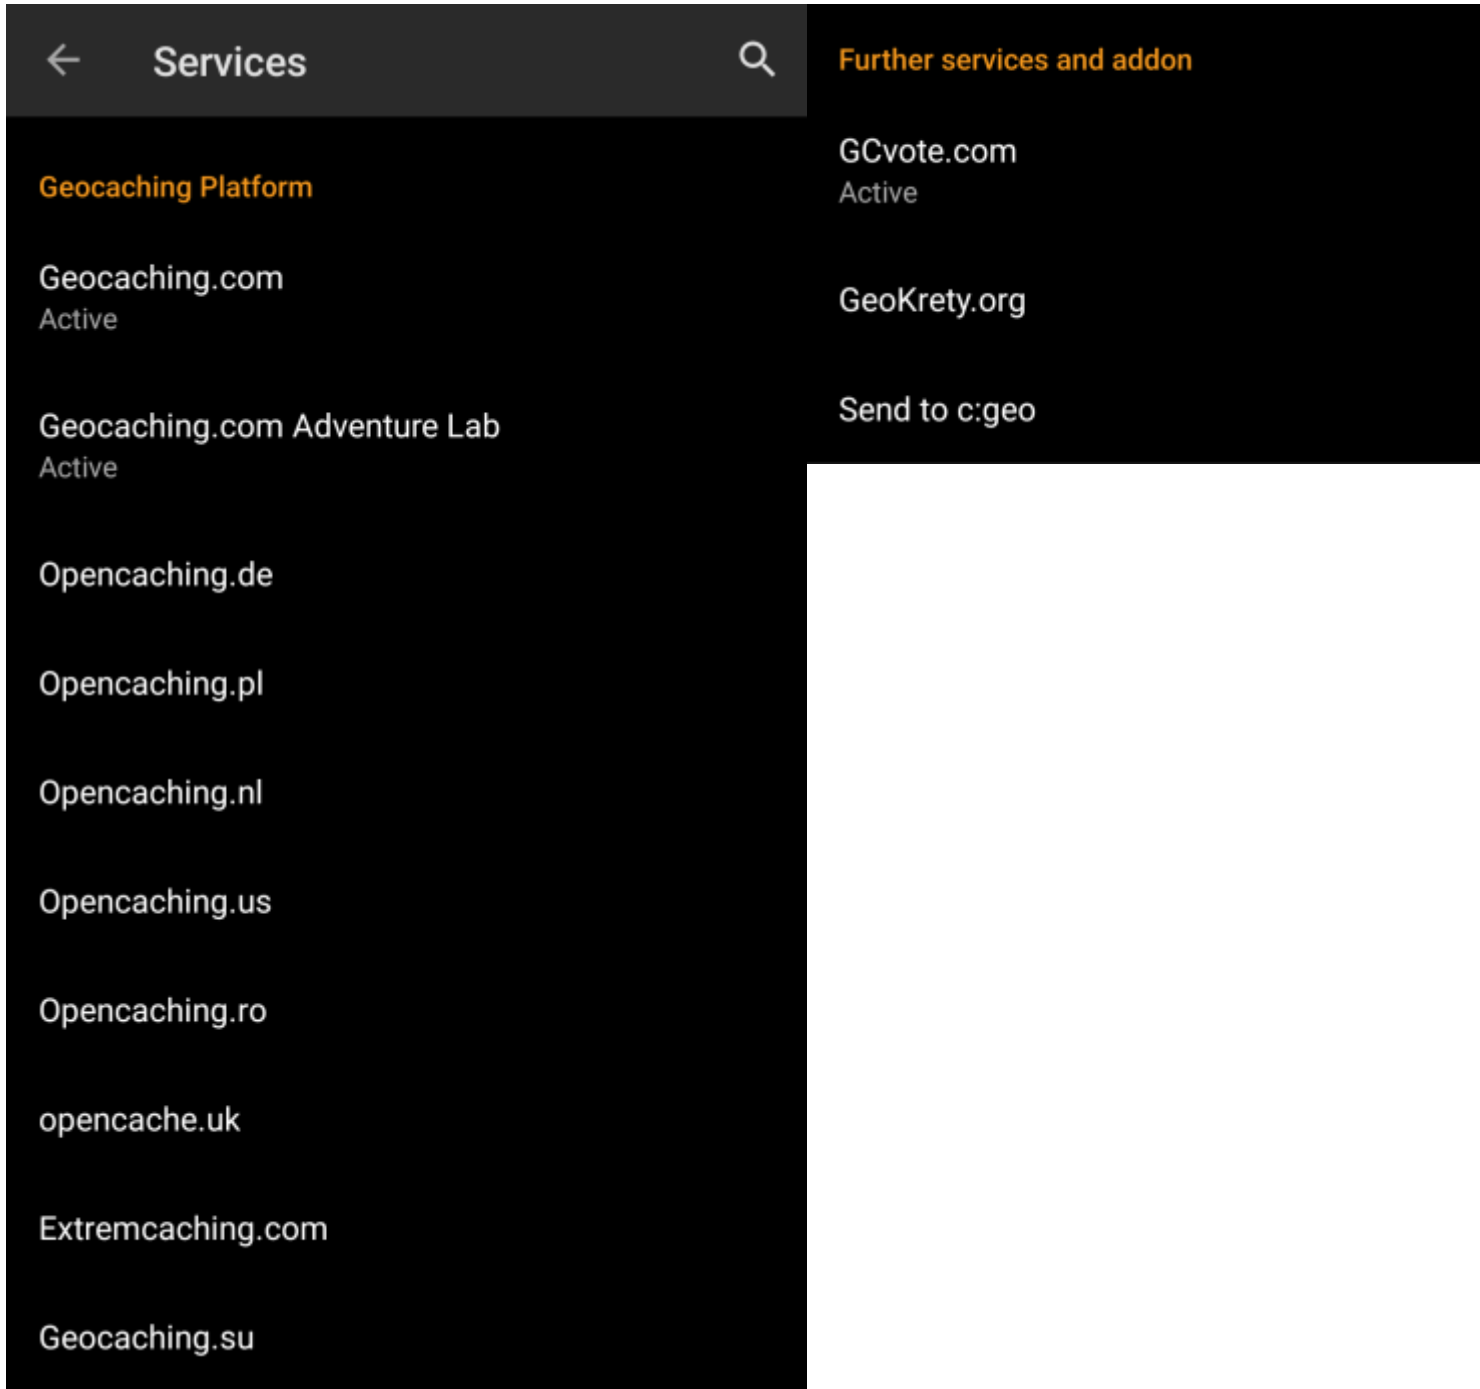 Services
Geocaching Platform
Geocaching.com
Active
Geocaching.com Adventure Lab
Active
Opencaching.de
Opencaching.pl
Opencaching.nl
Opencaching.us
Opencaching.ro
opencache.uk
Extremcaching.com
Geocaching.su
Further services and addon
GCvote.com
Active
GeoKrety.org
Send to c:geo